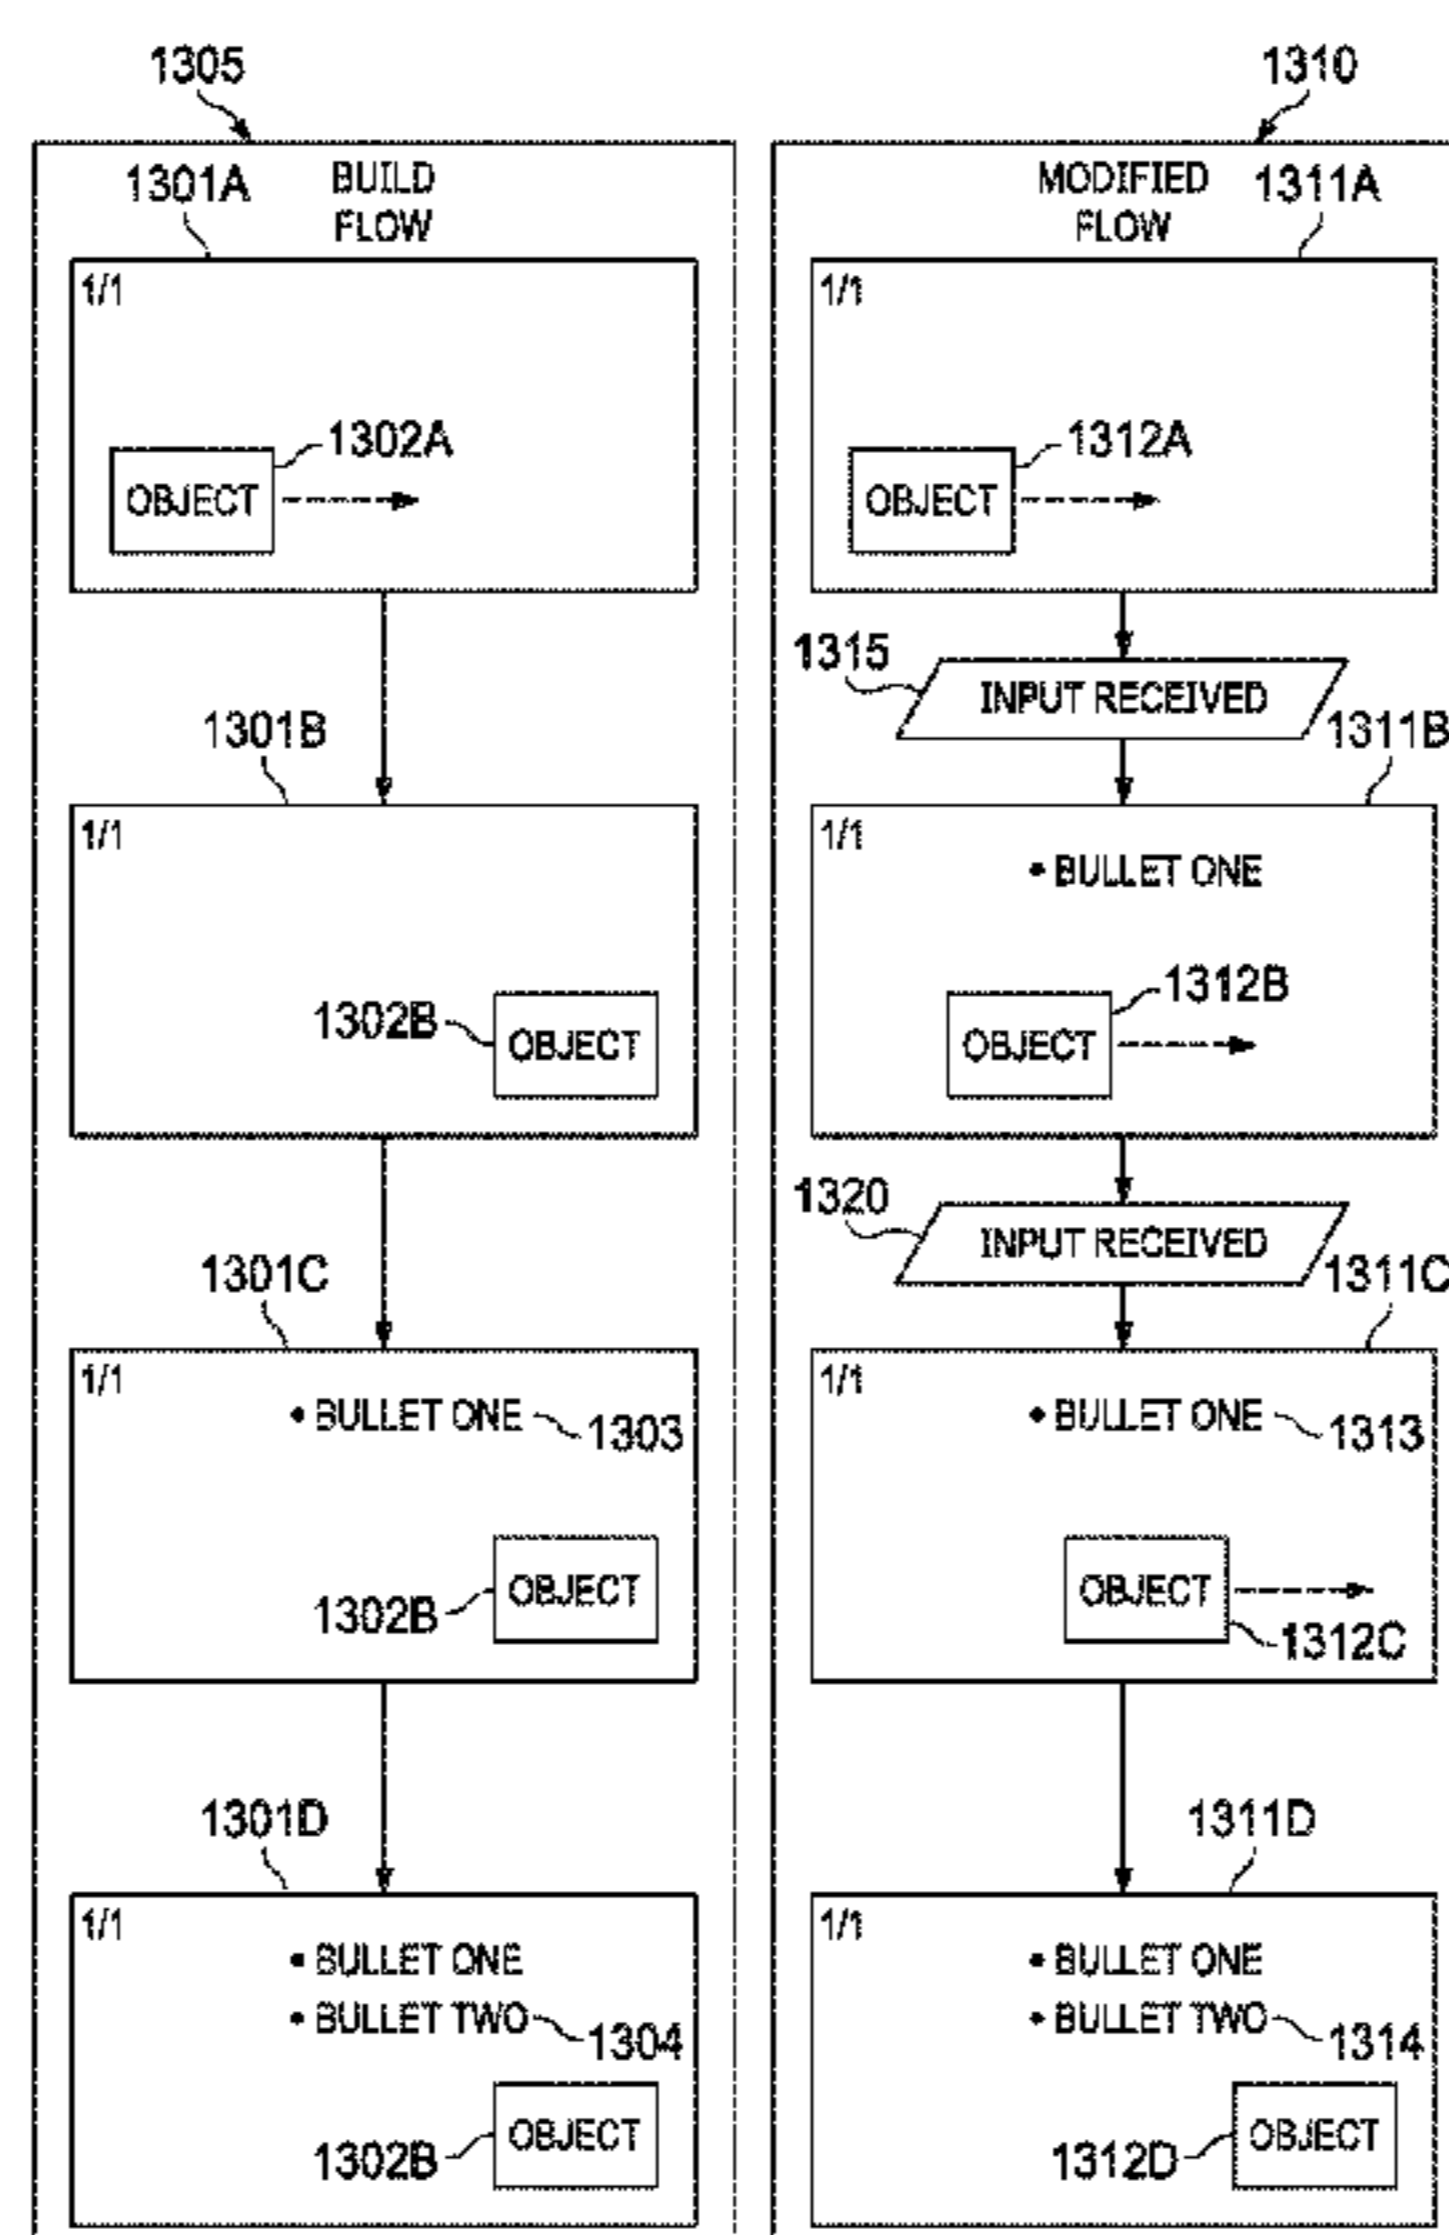 1305
BUILD
FLOW
1301A
1/1
1302A
OBJECT
1301B
1/1
1302B
OBJECT
1301C
1/1
• BULLET ONE
1303
OBJECT
1302B
1301D
1/1
• BULLET ONE
• BULLET TWO
1304
OBJECT
1302B
1310
MODIFIED
FLOW
1311A
1/1
1312A
OBJECT
1315
INPUT RECEIVED
1311B
1/1
• BULLET ONE
1312B
OBJECT
1320
INPUT RECEIVED
1311C
1/1
• BULLET ONE
1313
OBJECT
1312C
1311D
1/1
• BULLET ONE
• BULLET TWO
1314
OBJECT
1312D